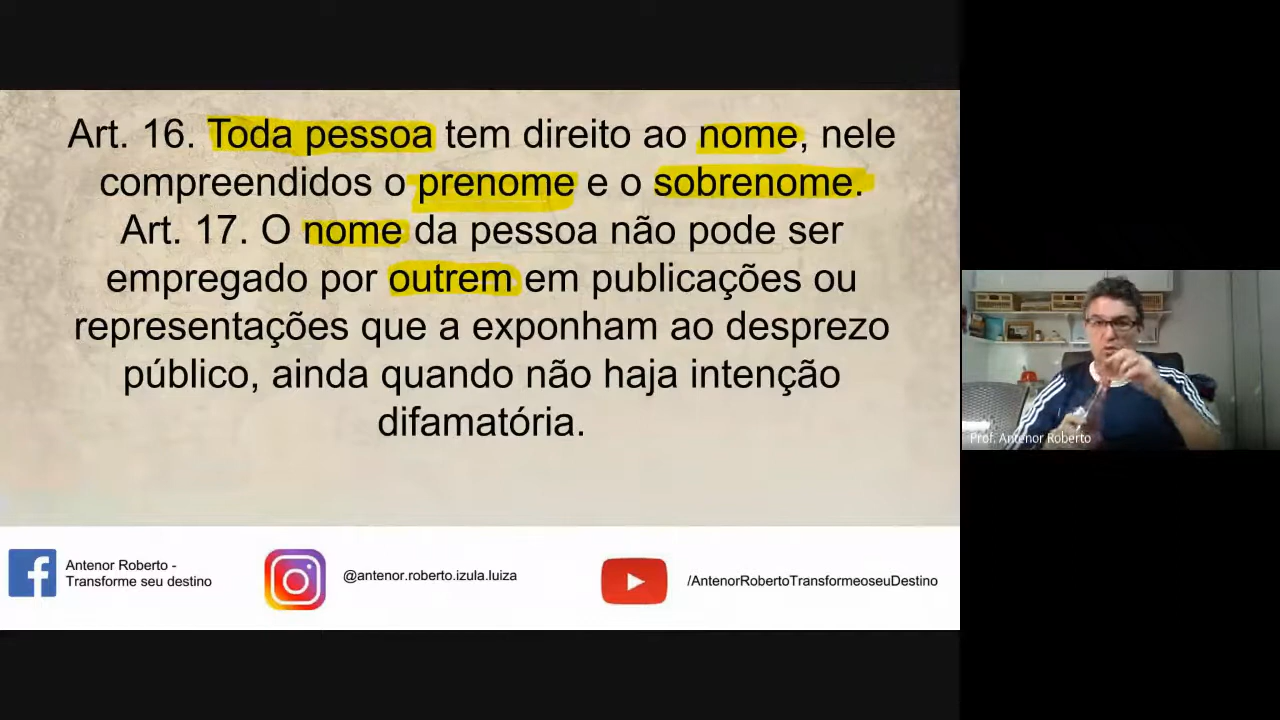 Art. 16. Toda pessoa tem direito ao nome, nele
compreendidos o prenome e o sobrenome.
Art. 17. O nome da pessoa não pode ser
empregado por outrem em publicações ou
representações que a exponham ao desprezo
público, ainda quando não haja intenção
difamatória.
Antenor Roberto -
Transforme seu destino
@antenor.roberto.izula.luiza
/AntenorRobertoTransformeoseuDestino
Prof. Antenor Roberto